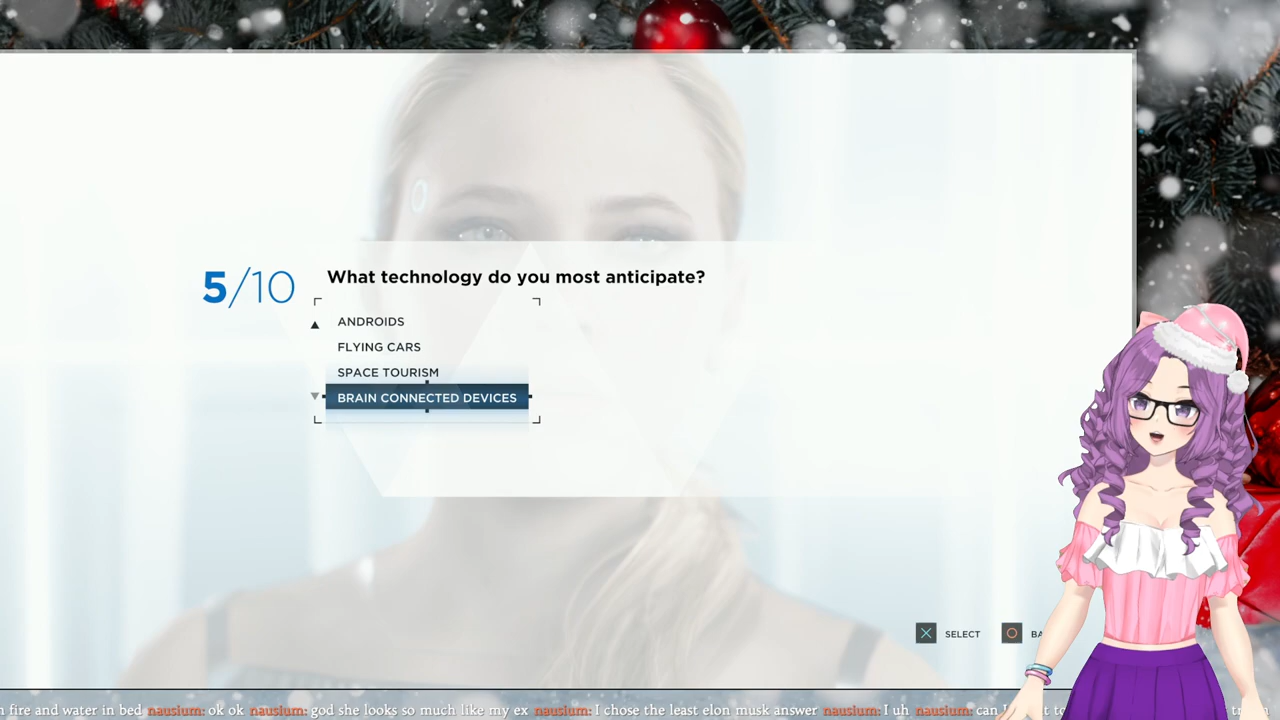 5/10
What technology do you most anticipate?
ANDROIDS
FLYING CARS
SPACE TOURISM
BRAIN CONNECTED DEVICES
SELECT
fire and water in bed nausium: ok ok nausium: god she looks so much like my ex nausium: I chose the least elon musk answer nausium: I uh nausium: can